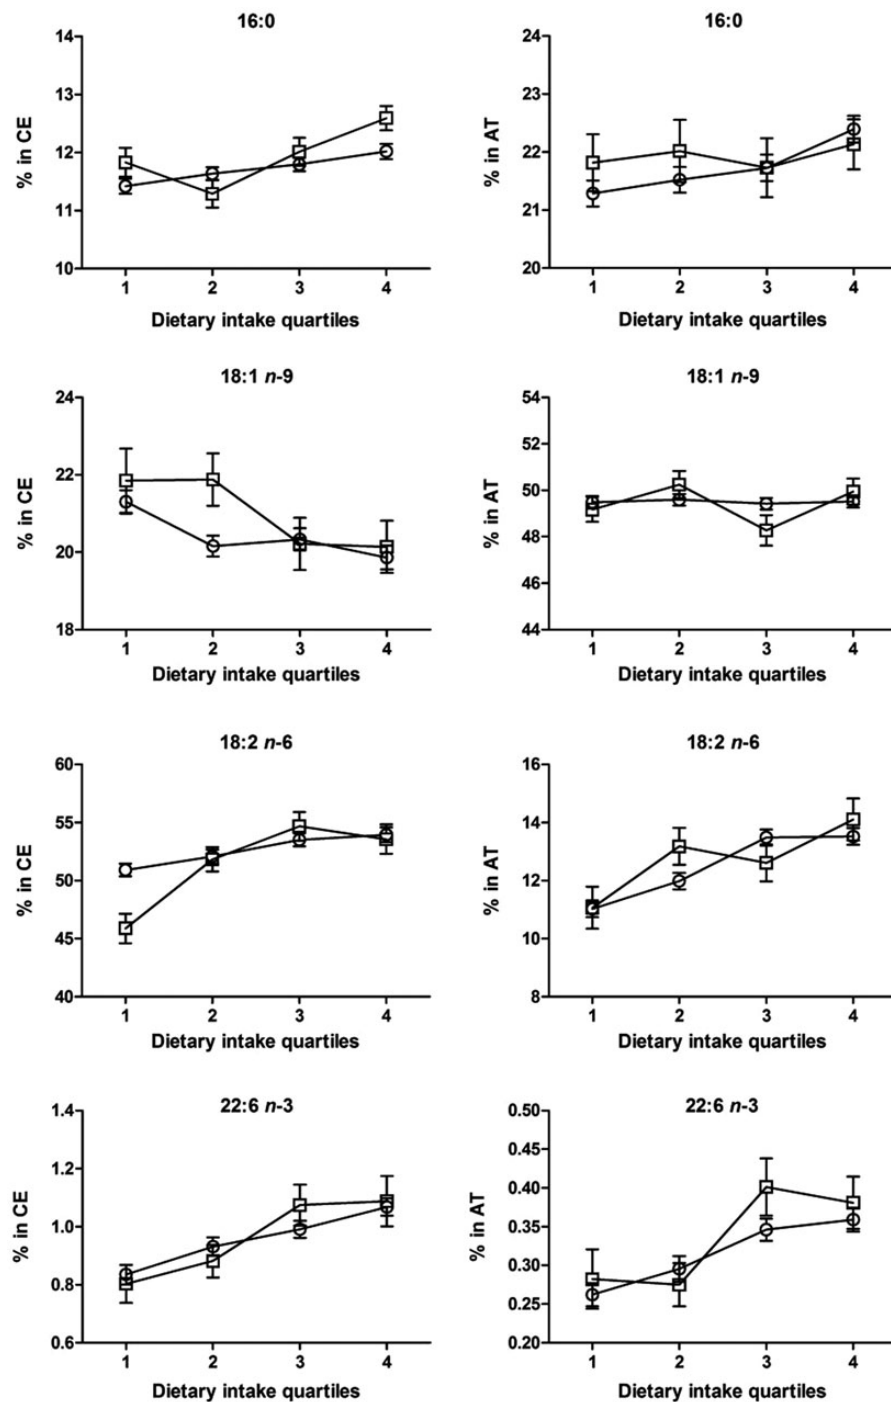 16:0
% in CE
14
13
12
11
10
1 2 3 4
Dietary intake quartiles
16:0
% in AT
24
23
22
21
20
1 2 3 4
Dietary intake quartiles
18:1 n-9
% in CE
24
22
20
18
1 2 3 4
Dietary intake quartiles
18:1 n-9
% in AT
54
52
50
48
46
44
1 2 3 4
Dietary intake quartiles
18:2 n-6
% in CE
60
55
50
45
40
1 2 3 4
Dietary intake quartiles
18:2 n-6
% in AT
16
14
12
10
8
1 2 3 4
Dietary intake quartiles
22:6 n-3
% in CE
1.4
1.2
1.0
0.8
0.6
1 2 3 4
Dietary intake quartiles
22:6 n-3
% in AT
0.50
0.45
0.40
0.35
0.30
0.25
0.20
1 2 3 4
Dietary intake quartiles